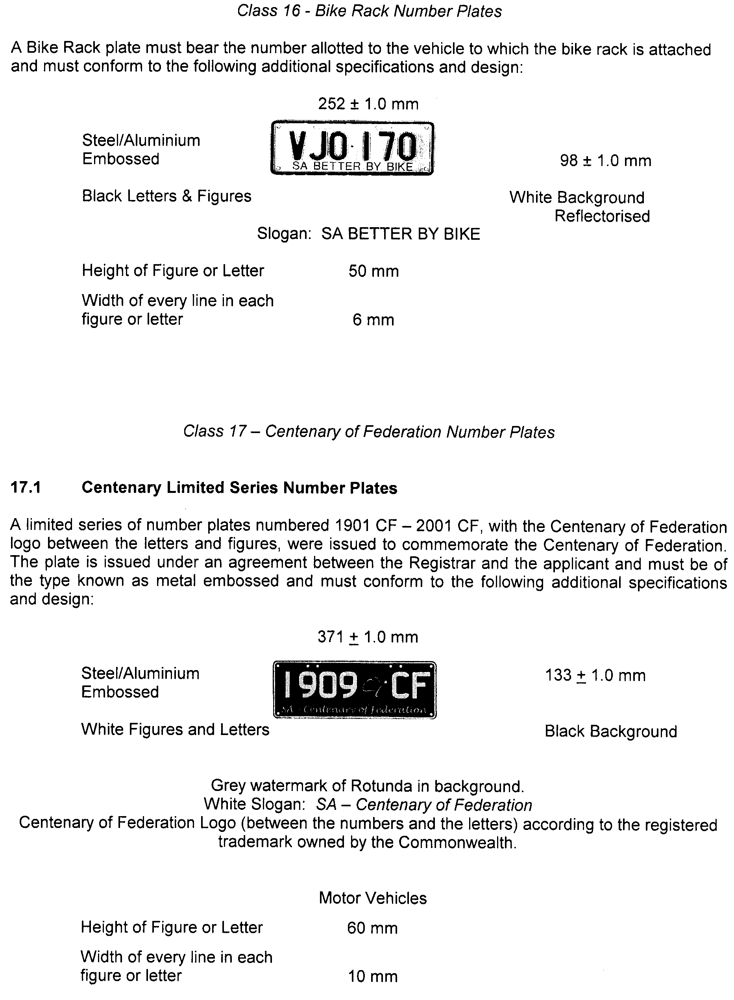 Class 16 - Bike Rack Number Plates
A Bike Rack plate must bear the number allotted to the vehicle to which the bike rack is attached
and must conform to the following additional specifications and design:
252 ± 1.0 mm
Steel/Aluminium
Embossed
VJO·170
SA BETTER BY BIKE
98 ± 1.0 mm
Black Letters & Figures
White Background
Reflectorised
Slogan: SA BETTER BY BIKE
Height of Figure or Letter 50 mm
Width of every line in each
figure or letter 6 mm
Class 17 – Centenary of Federation Number Plates
17.1 Centenary Limited Series Number Plates
A limited series of number plates numbered 1901 CF – 2001 CF, with the Centenary of Federation
logo between the letters and figures, were issued to commemorate the Centenary of Federation.
The plate is issued under an agreement between the Registrar and the applicant and must be of
the type known as metal embossed and must conform to the following additional specifications
and design:
371 ± 1.0 mm
Steel/Aluminium
Embossed
1909 CF
SA - Centenary of Federation
133 ± 1.0 mm
White Figures and Letters
Black Background
Grey watermark of Rotunda in background.
White Slogan: SA – Centenary of Federation
Centenary of Federation Logo (between the numbers and the letters) according to the registered
trademark owned by the Commonwealth.
Motor Vehicles
Height of Figure or Letter 60 mm
Width of every line in each
figure or letter 10 mm